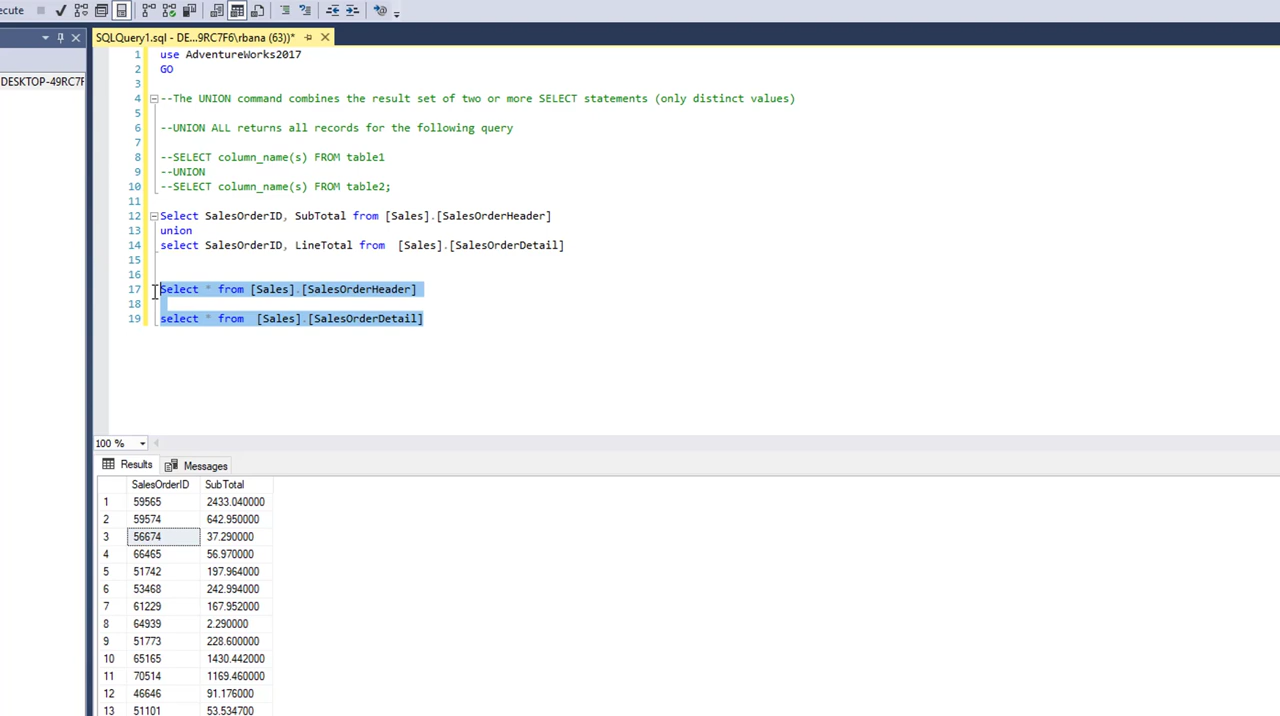 ecute
SQLQuery1.sql - DE...9RC7F6\rbana (63))*
DESKTOP-49RC7F
1 use AdventureWorks2017
2 GO
3
4 --The UNION command combines the result set of two or more SELECT statements (only distinct values)
5
6 --UNION ALL returns all records for the following query
7
8 --SELECT column_name(s) FROM table1
9 --UNION
10 --SELECT column_name(s) FROM table2;
11
12 Select SalesOrderID, SubTotal from [Sales].[SalesOrderHeader]
13 union
14 select SalesOrderID, LineTotal from [Sales].[SalesOrderDetail]
15
16
17 Select * from [Sales].[SalesOrderHeader]
18
19 select * from [Sales].[SalesOrderDetail]
100 %
Results Messages
SalesOrderID SubTotal
1 59565 2433.040000
2 59574 642.950000
3 56674 37.290000
4 66465 56.970000
5 51742 197.964000
6 53468 242.994000
7 61229 167.952000
8 64939 2.290000
9 51773 228.600000
10 65165 1430.442000
11 70514 1169.460000
12 46646 91.176000
13 51101 53.534700